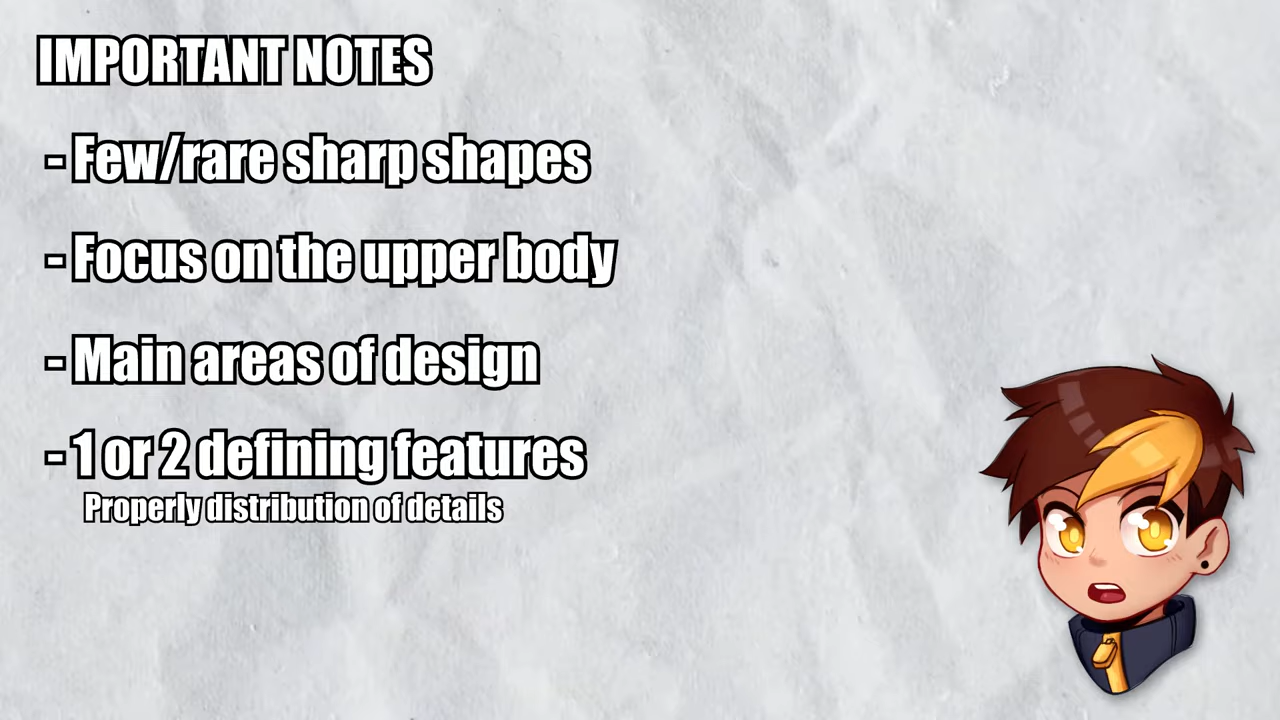 IMPORTANT NOTES
- Few/rare sharp shapes
- Focus on the upper body
- Main areas of design
- 1 or 2 defining features
Properly distribution of details